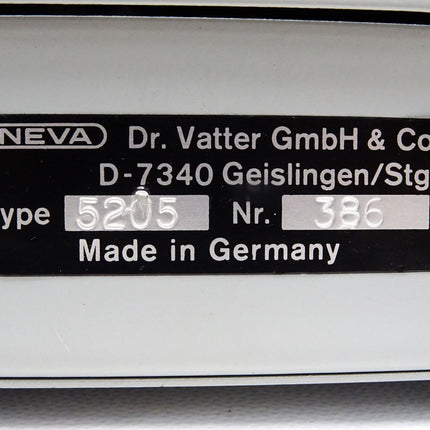 NEVA Dr. Vatter GmbH & Co
D-7340 Geislingen/Stg
ype 5205 Nr. 386
Made in Germany